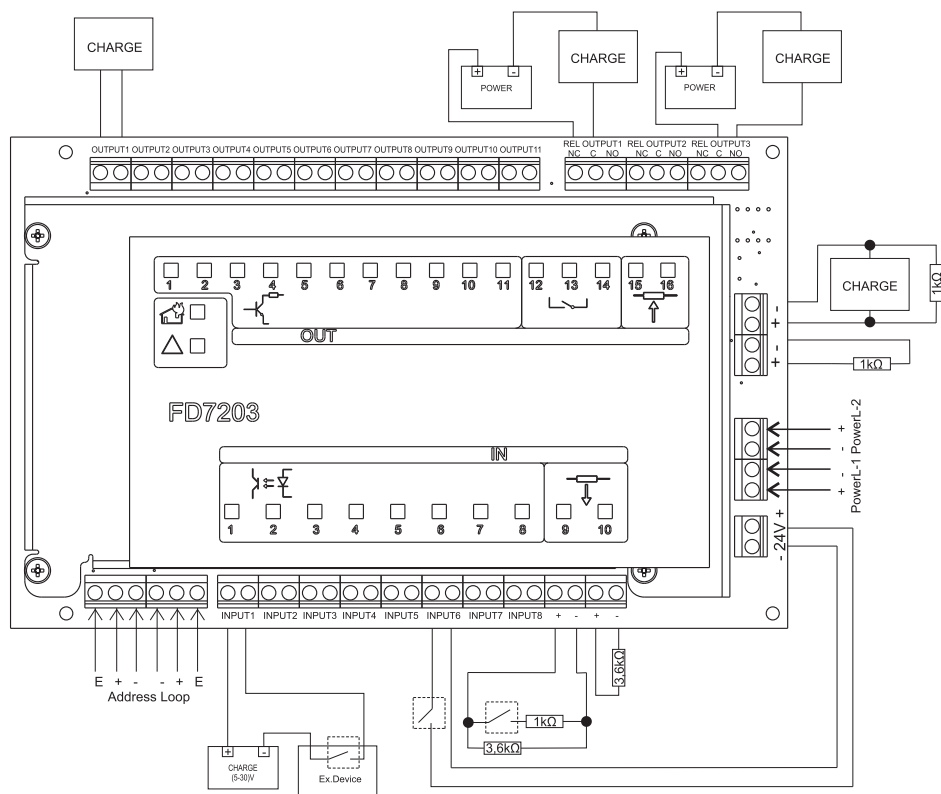 CHARGE
+ -
POWER
CHARGE
+ -
POWER
CHARGE
OUTPUT1 OUTPUT2 OUTPUT3 OUTPUT4 OUTPUT5 OUTPUT6 OUTPUT7 OUTPUT8 OUTPUT9 OUTPUT10 OUTPUT11
REL OUTPUT1
NC C NO
REL OUTPUT2
NC C NO
REL OUTPUT3
NC C NO
1 2 3 4 5 6 7 8 9 10 11 12 13 14 15 16
OUT
FD7203
IN
1 2 3 4 5 6 7 8 9 10
-
+
-
+
CHARGE
1kΩ
1kΩ
+
-
-
+
PowerL-1 PowerL-2
- 24V +
INPUT1 INPUT2 INPUT3 INPUT4 INPUT5 INPUT6 INPUT7 INPUT8 + - + -
E + - - + E
Address Loop
3,6kΩ
1kΩ
3,6kΩ
+ -
CHARGE
(5-30)V
Ex.Device